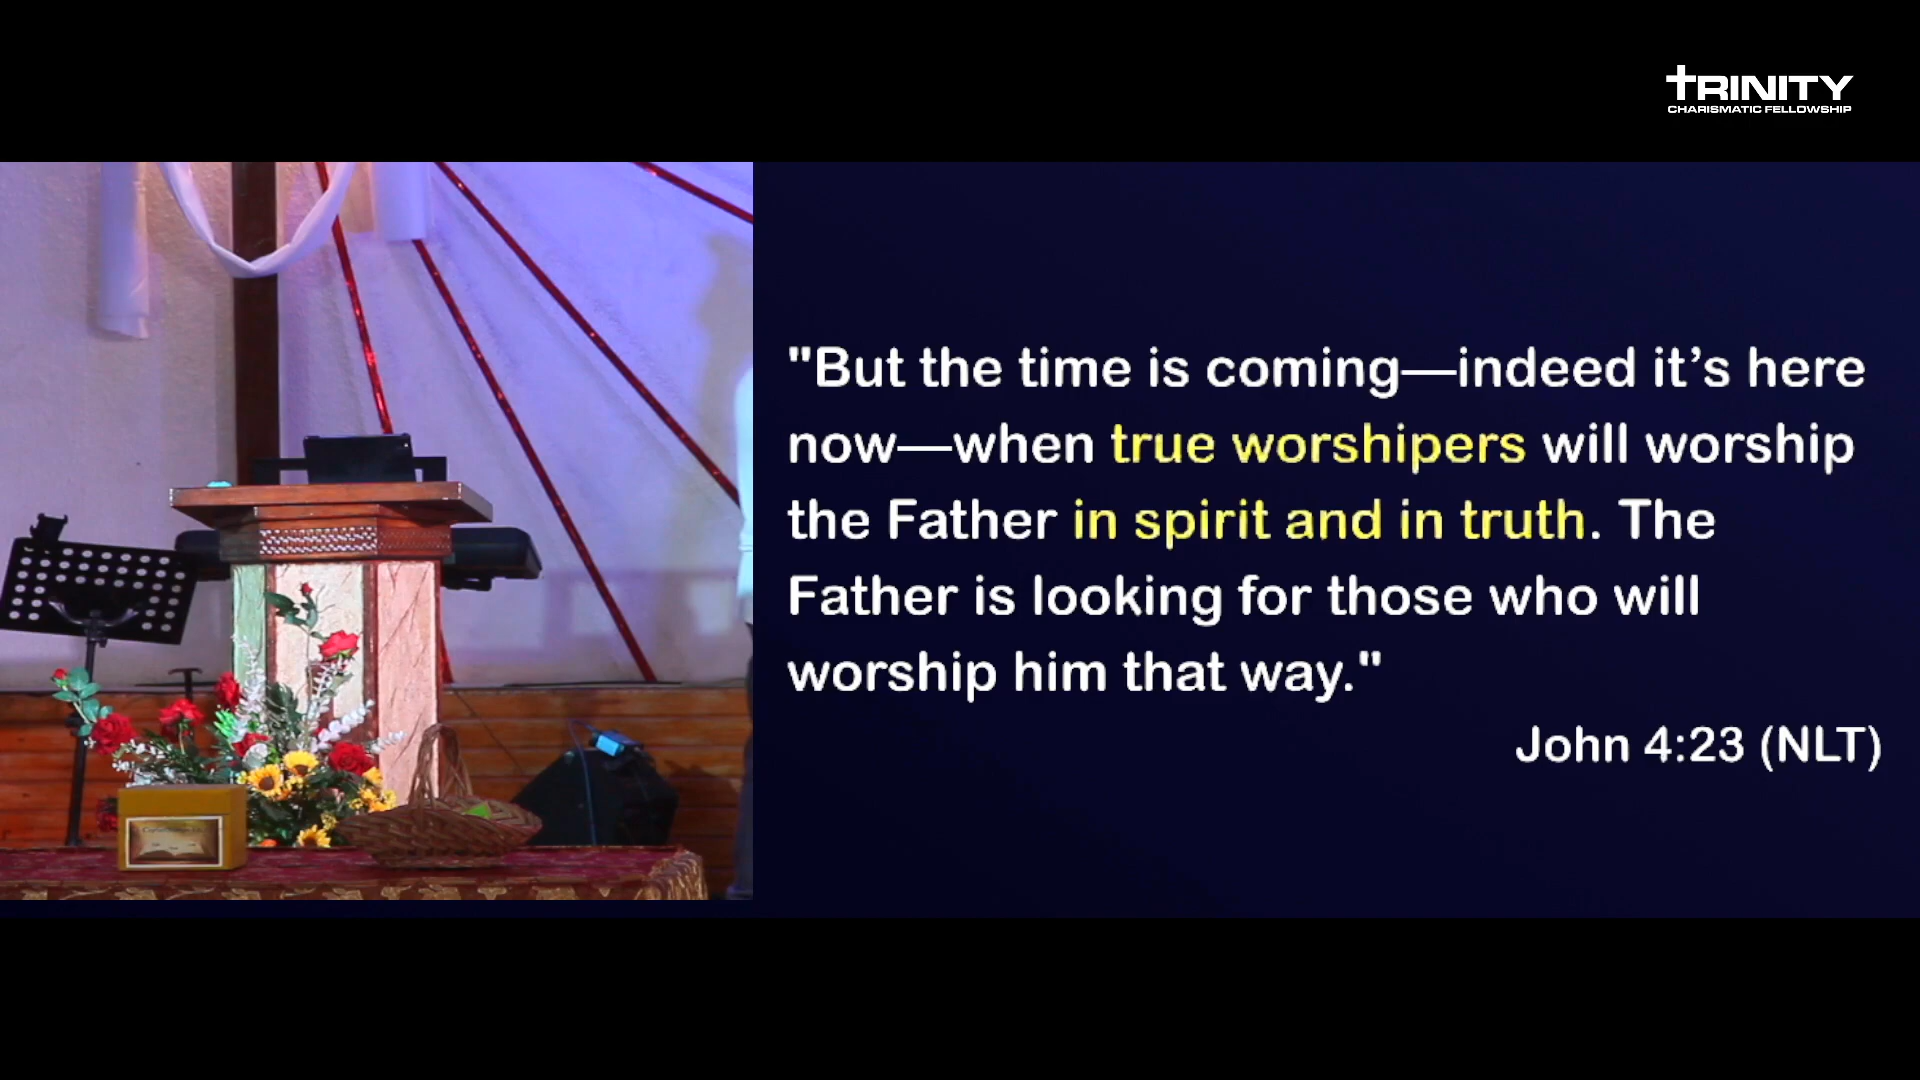 TRINITY
CHARISMATIC FELLOWSHIP
"But the time is coming—indeed it’s here
now—when true worshipers will worship
the Father in spirit and in truth. The
Father is looking for those who will
worship him that way."
John 4:23 (NLT)